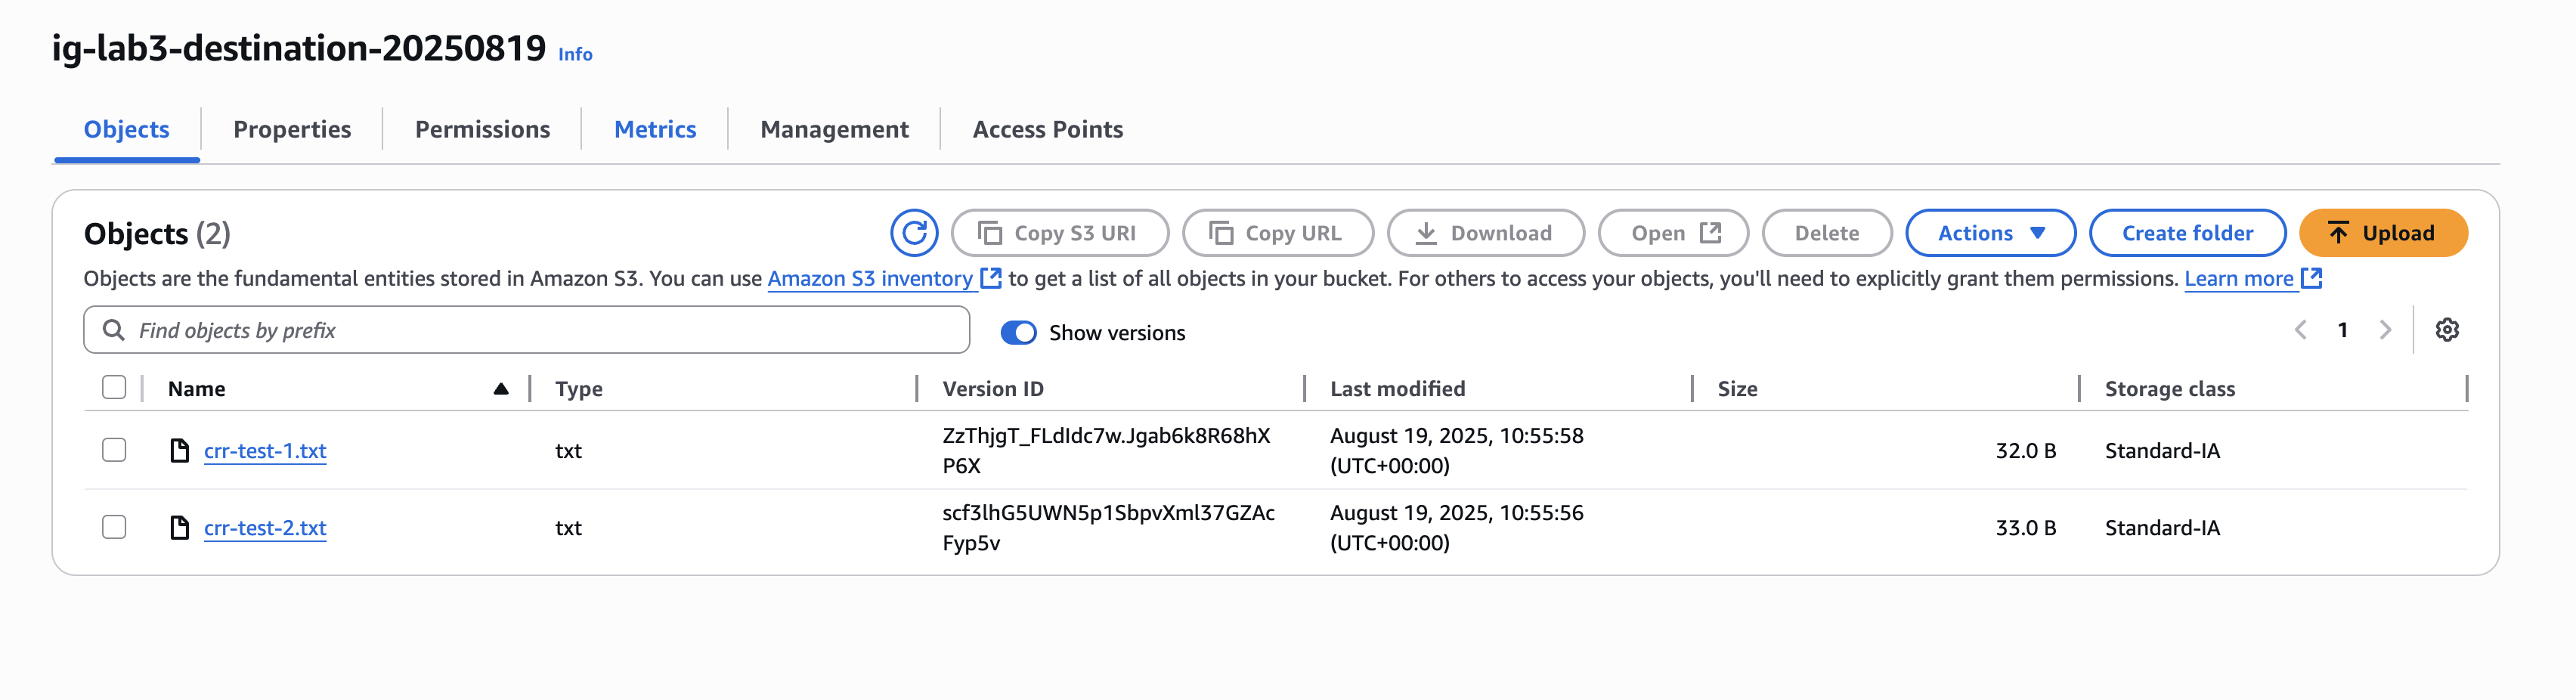 ig-lab3-destination-20250819 Info
Objects Properties Permissions Metrics Management Access Points
Objects (2) Copy S3 URI Copy URL Download Open Delete Actions Create folder Upload
Objects are the fundamental entities stored in Amazon S3. You can use Amazon S3 inventory to get a list of all objects in your bucket. For others to access your objects, you'll need to explicitly grant them permissions. Learn more
Find objects by prefix Show versions 1
Name Type Version ID Last modified Size Storage class
crr-test-1.txt txt ZzThjgT_FLdIdc7w.Jgab6k8R68hX August 19, 2025, 10:55:58 32.0 B Standard-IA
P6X (UTC+00:00)
crr-test-2.txt txt scf3lhG5UWN5p1SbpvXml37GZAc August 19, 2025, 10:55:56 33.0 B Standard-IA
Fyp5v (UTC+00:00)